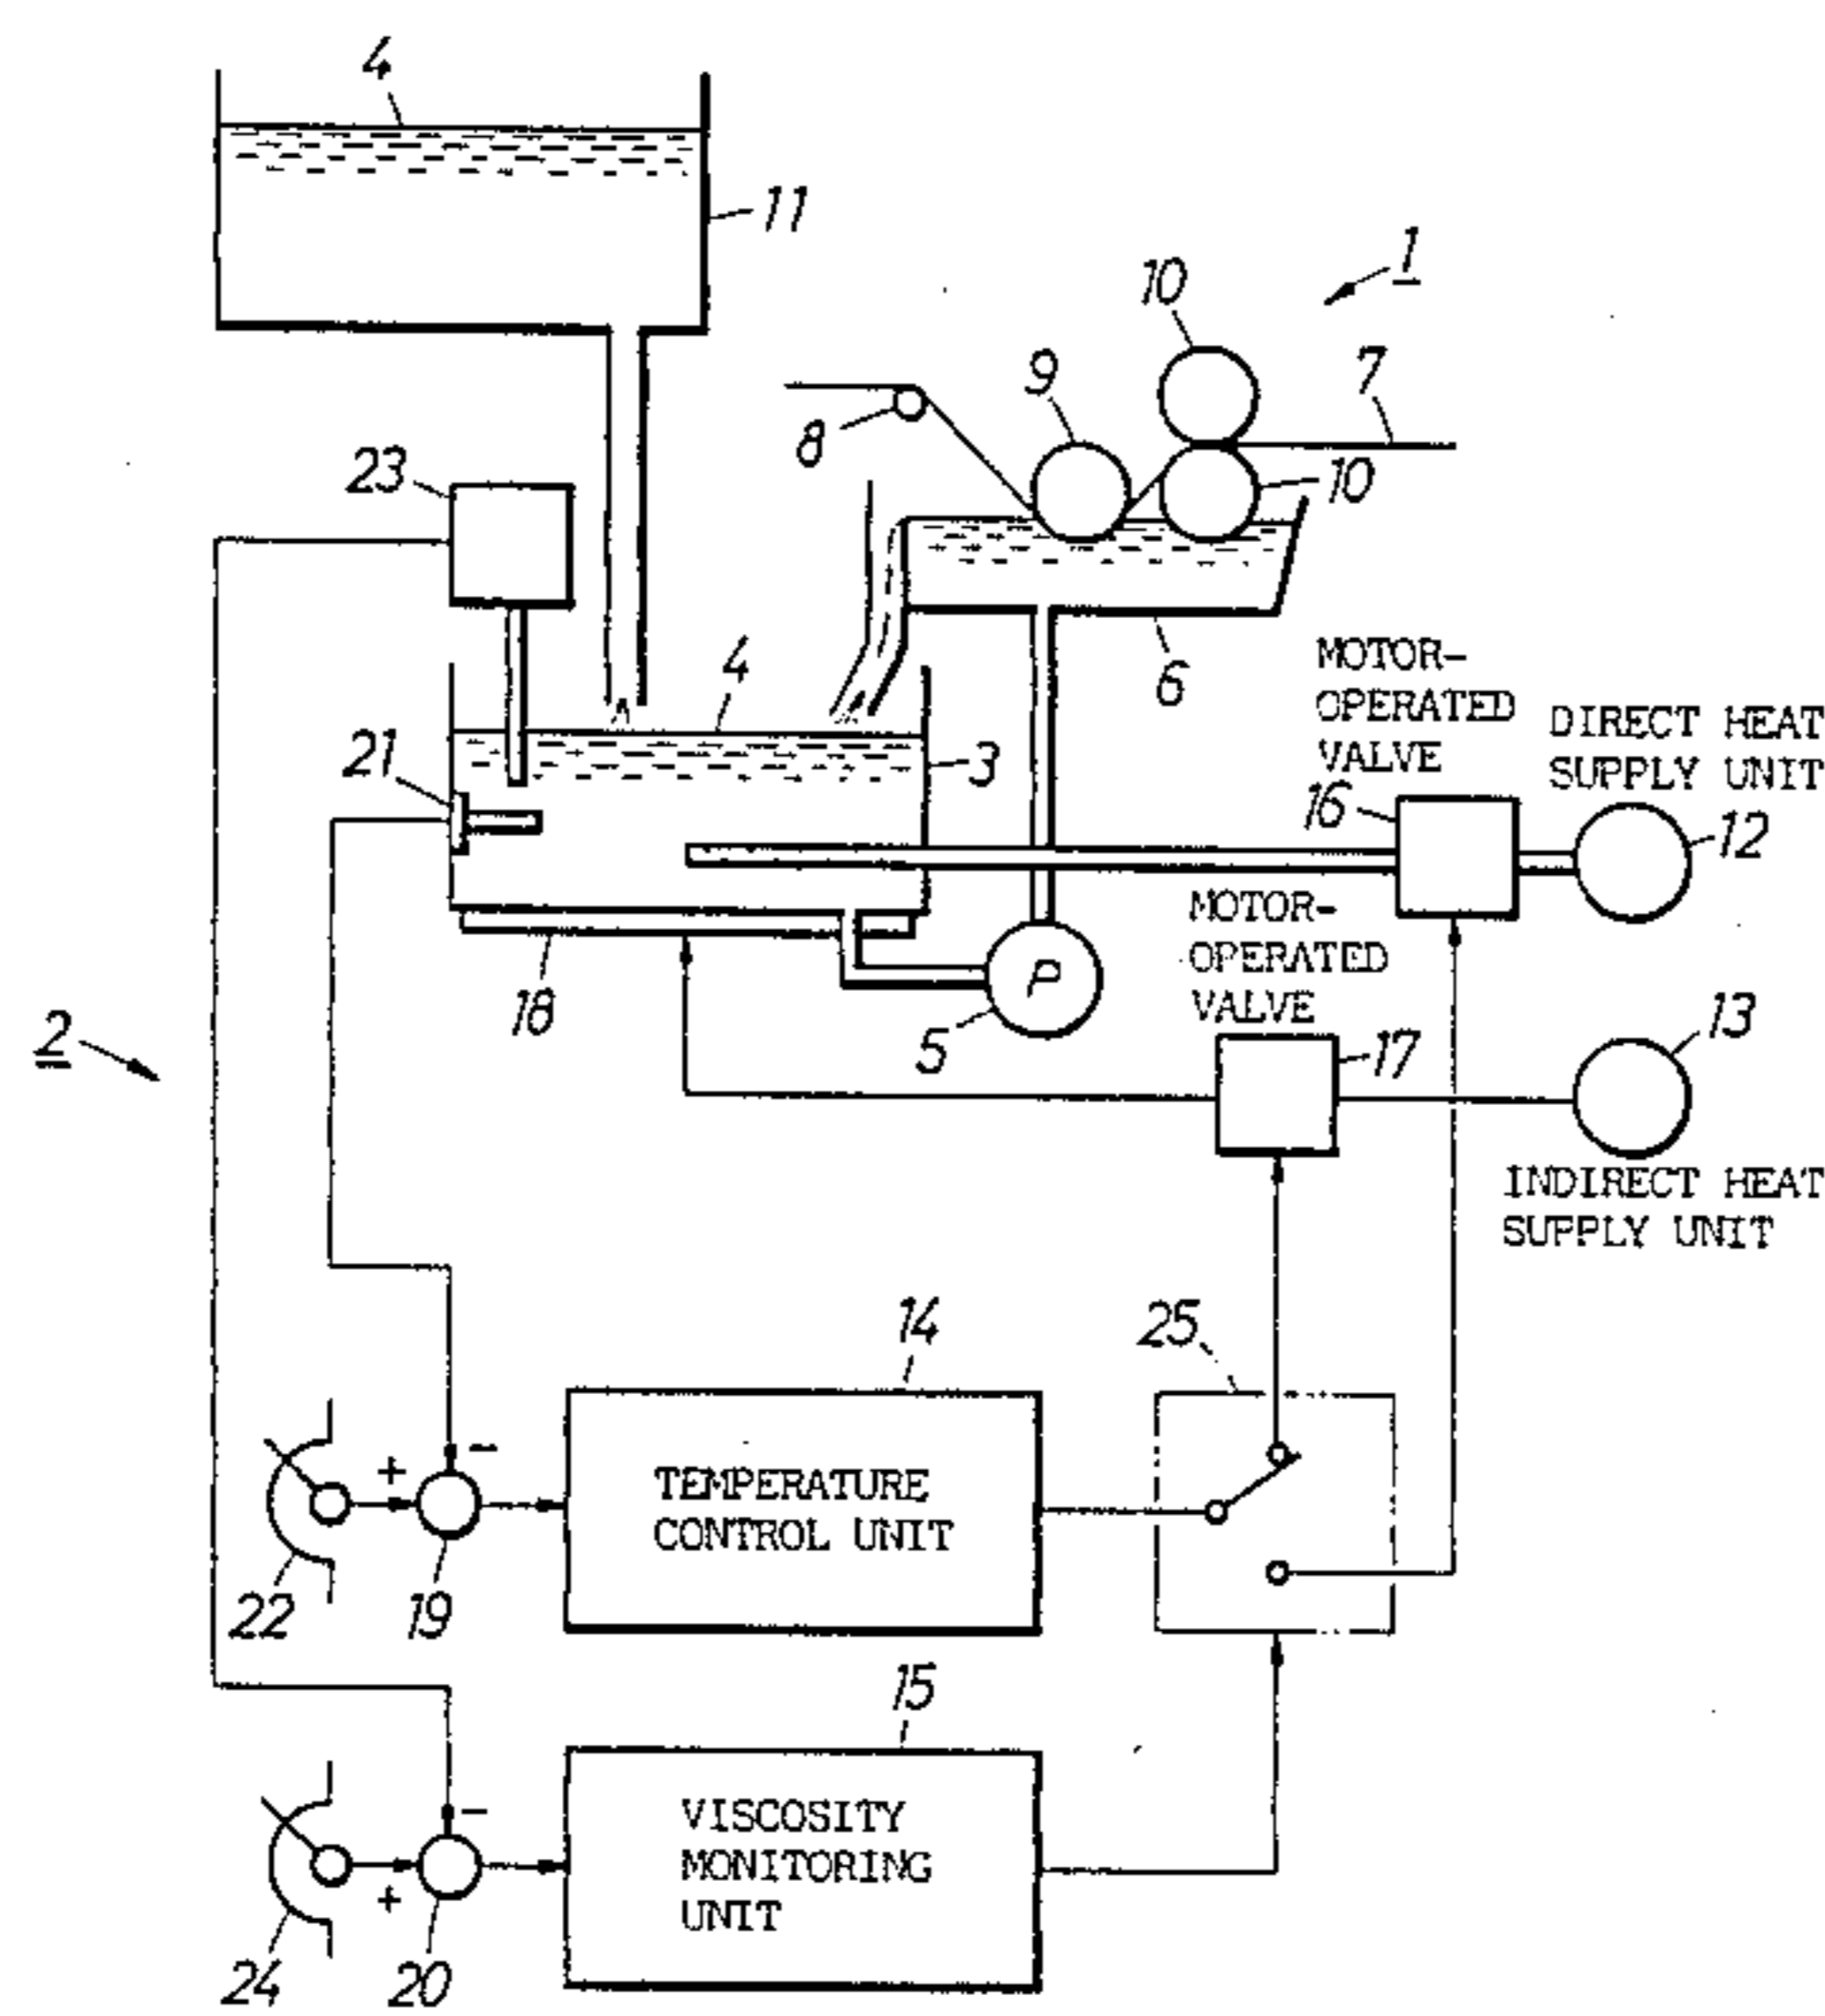 4
11
1
10
9
7
8
10
23
4
6
MOTOR-
OPERATED
VALVE
DIRECT HEAT
SUPPLY UNIT
21
3
16
12
MOTOR-
OPERATED
VALVE
18
P
5
13
2
17
INDIRECT HEAT
SUPPLY UNIT
14
25
-
+
TEMPERATURE
CONTROL UNIT
22
19
15
-
+
VISCOSITY
MONITORING
UNIT
24
20